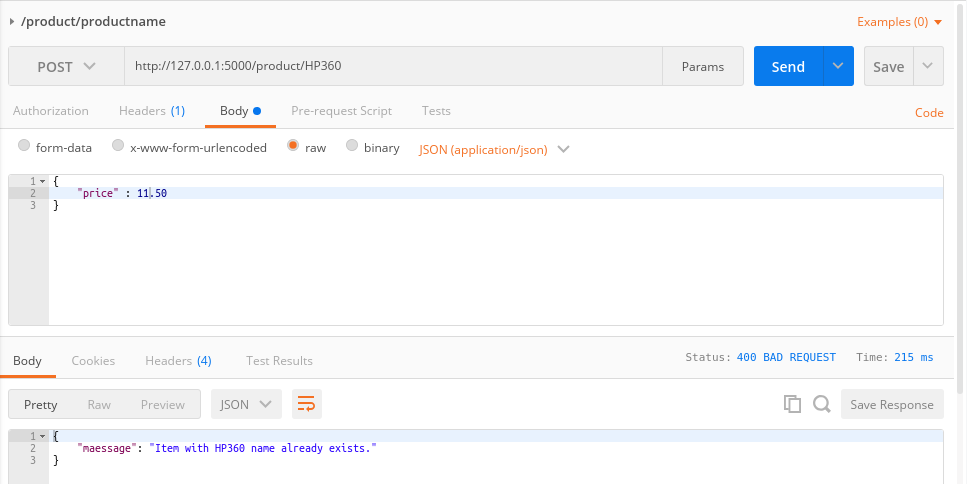 /product/productname Examples (0)
POST http://127.0.0.1:5000/product/HP360 Params Send Save
Authorization Headers (1) Body Pre-request Script Tests Code
form-data x-www-form-urlencoded raw binary JSON (application/json)
1 {
2 "price" : 11.50
3 }
Body Cookies Headers (4) Test Results Status: 400 BAD REQUEST Time: 215 ms
Pretty Raw Preview JSON Save Response
1 {
2 "maessage": "Item with HP360 name already exists."
3 }